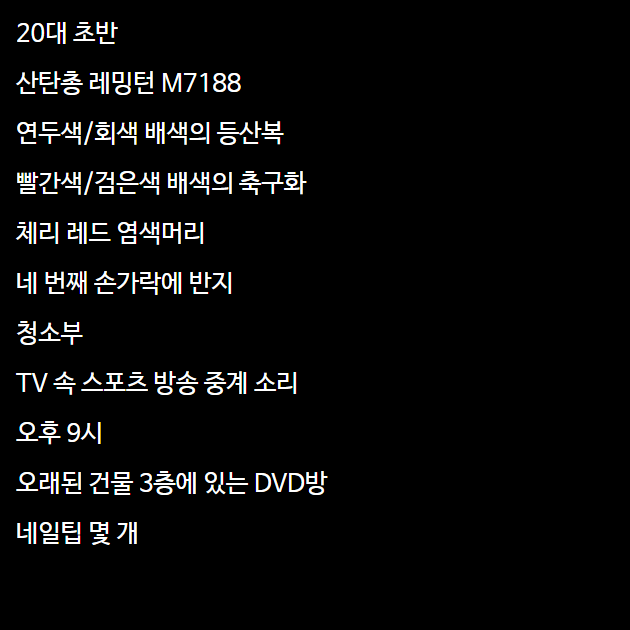 20대 초반
산탄총 레밍턴 M7188
연두색/회색 배색의 등산복
빨간색/검은색 배색의 축구화
체리 레드 염색머리
네 번째 손가락에 반지
청소부
TV 속 스포츠 방송 중계 소리
오후 9시
오래된 건물 3층에 있는 DVD방
네일팁 몇 개